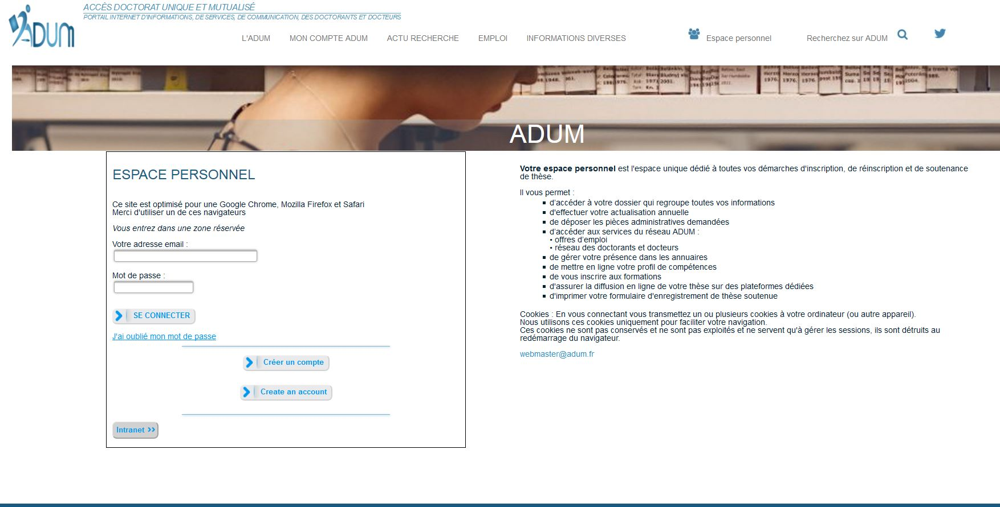 ADUM
ACCÈS DOCTORAT UNIQUE ET MUTUALISÉ
PORTAIL INTERNET D'INFORMATIONS, DE SERVICES, DE COMMUNICATION, DES DOCTORANTS ET DOCTEURS
L'ADUM MON COMPTE ADUM ACTU RECHERCHE EMPLOI INFORMATIONS DIVERSES Espace personnel Recherchez sur ADUM
ADUM
ESPACE PERSONNEL
Ce site est optimisé pour une Google Chrome, Mozilla Firefox et Safari
Merci d'utiliser un de ces navigateurs
Vous entrez dans une zone réservée
Votre adresse email :
Mot de passe :
SE CONNECTER
J'ai oublié mon mot de passe
Créer un compte
Create an account
Intranet >>
Votre espace personnel est l'espace unique dédié à toutes vos démarches d'inscription, de réinscription et de soutenance
de thèse.
Il vous permet :
▪ d'accéder à votre dossier qui regroupe toutes vos informations
▪ d'effectuer votre actualisation annuelle
▪ de déposer les pièces administratives demandées
▪ d'accéder aux services du réseau ADUM :
• offres d'emploi
• réseau des doctorants et docteurs
▪ de gérer votre présence dans les annuaires
▪ de mettre en ligne votre profil de compétences
▪ de vous inscrire aux formations
▪ d'assurer la diffusion en ligne de votre thèse sur des plateformes dédiées
▪ d'imprimer votre formulaire d'enregistrement de thèse soutenue
Cookies : En vous connectant vous transmettez un ou plusieurs cookies à votre ordinateur (ou autre appareil).
Nous utilisons ces cookies uniquement pour faciliter votre navigation.
Ces cookies ne sont pas conservés et ne sont pas exploités et ne servent qu'à gérer les sessions, ils sont détruits au
redémarrage du navigateur.
webmaster@adum.fr